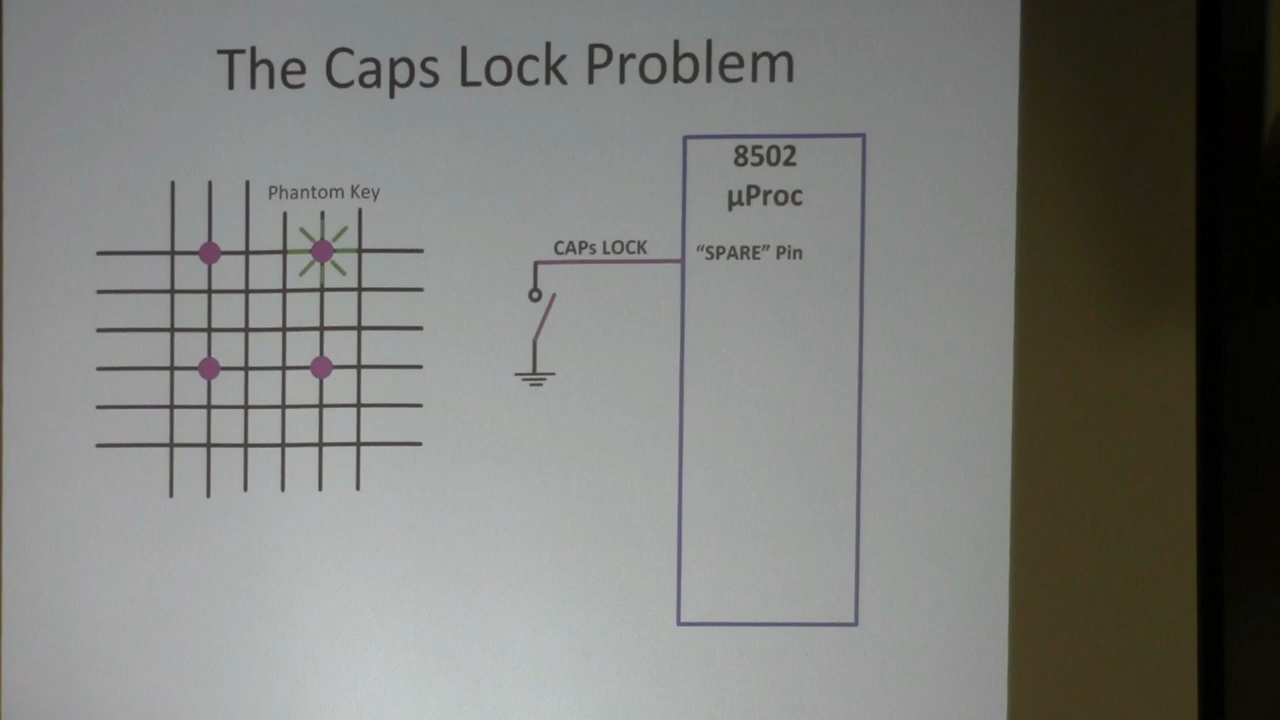 The Caps Lock Problem
Phantom Key
8502
µProc
CAPs LOCK
“SPARE” Pin